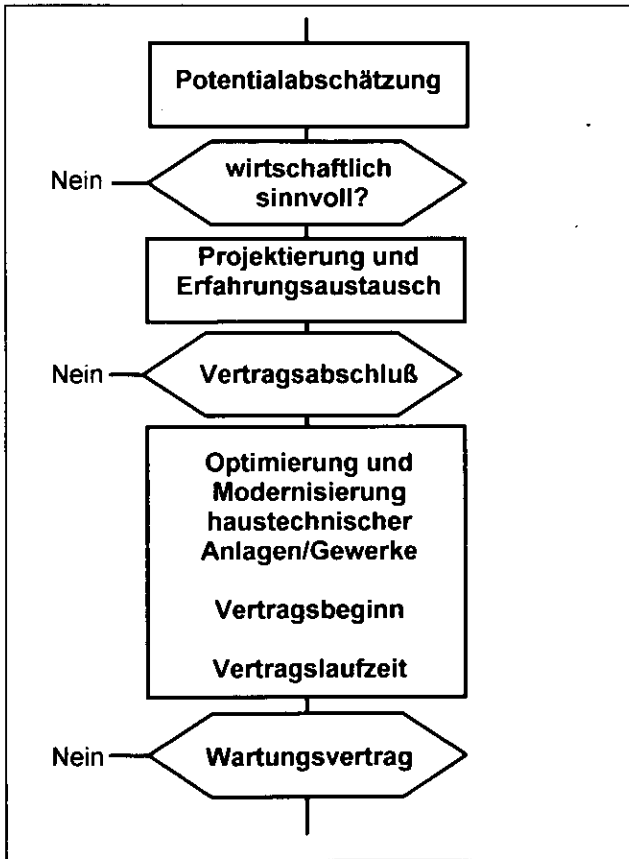 Potentialabschätzung
Nein
wirtschaftlich
sinnvoll?
Projektierung und
Erfahrungsaustausch
Nein
Vertragsabschluß
Optimierung und
Modernisierung
haustechnischer
Anlagen/Gewerke
Vertragsbeginn
Vertragslaufzeit
Nein
Wartungsvertrag